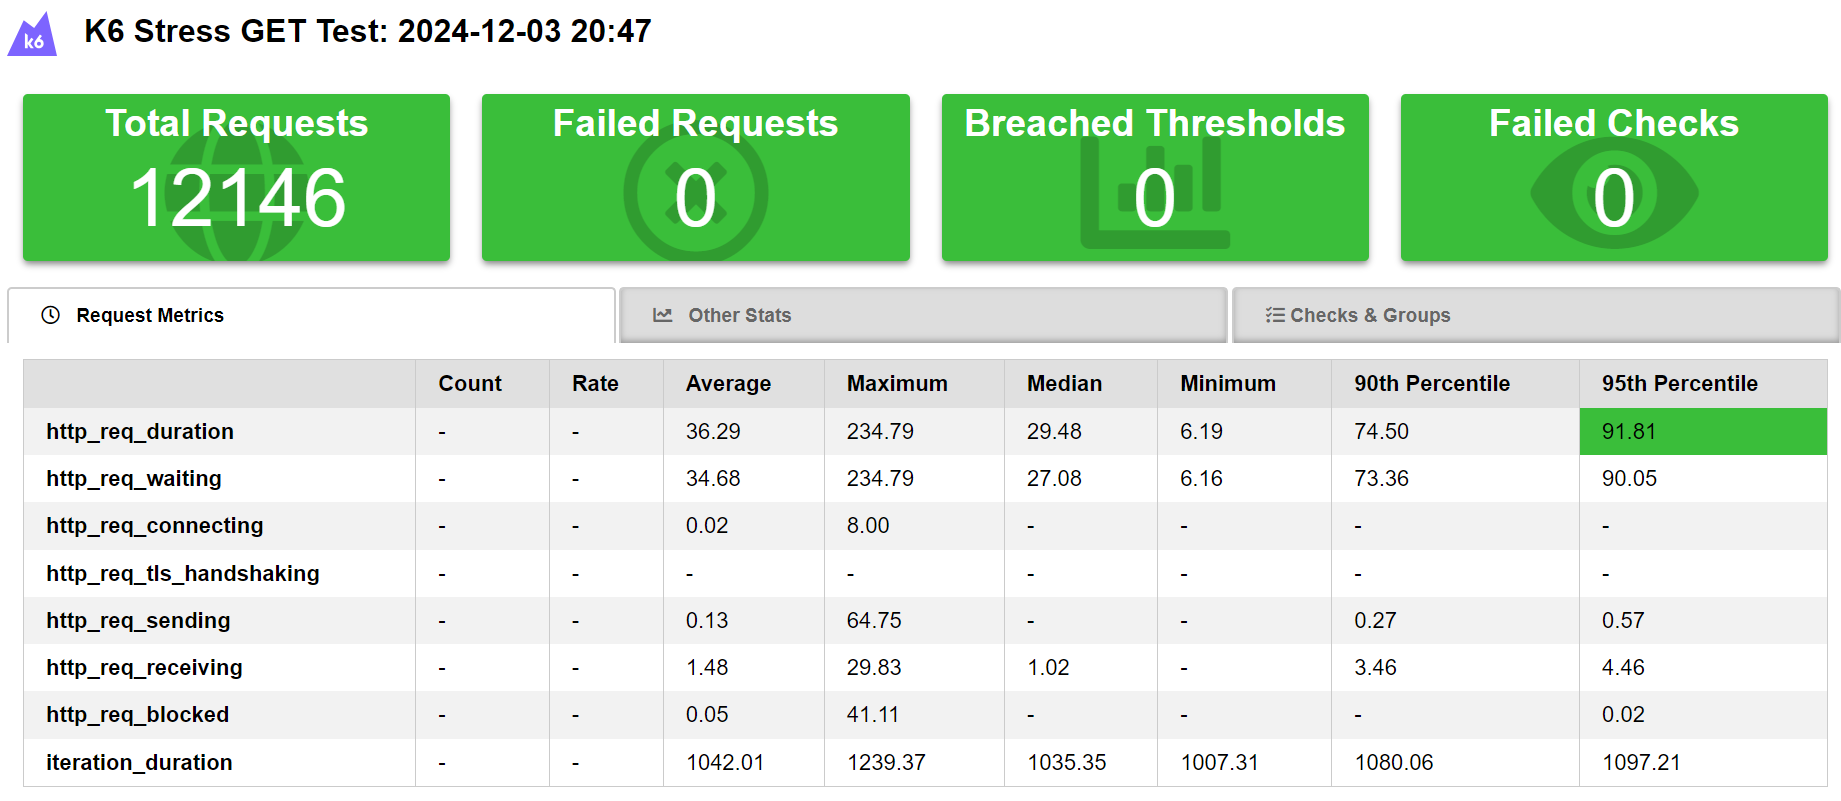 k6 K6 Stress GET Test: 2024-12-03 20:47
Total Requests Failed Requests Breached Thresholds Failed Checks
12146 0 0 0
Request Metrics Other Stats Checks & Groups
Count Rate Average Maximum Median Minimum 90th Percentile 95th Percentile
http_req_duration - - 36.29 234.79 29.48 6.19 74.50 91.81
http_req_waiting - - 34.68 234.79 27.08 6.16 73.36 90.05
http_req_connecting - - 0.02 8.00 - - - -
http_req_tls_handshaking - - - - - - - -
http_req_sending - - 0.13 64.75 - - 0.27 0.57
http_req_receiving - - 1.48 29.83 1.02 - 3.46 4.46
http_req_blocked - - 0.05 41.11 - - - 0.02
iteration_duration - - 1042.01 1239.37 1035.35 1007.31 1080.06 1097.21